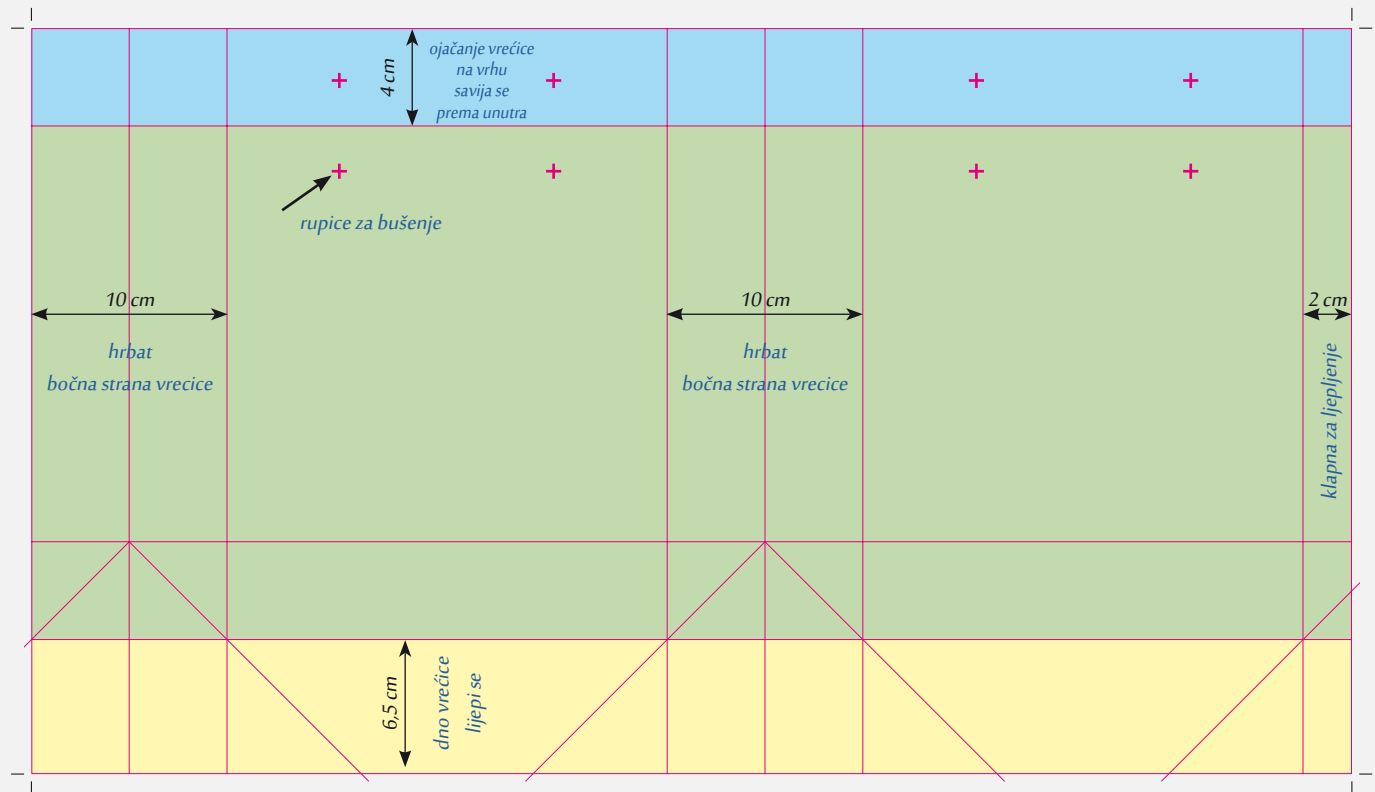 4 cm
ojačanje vrećice
na vrhu
savija se
prema unutra
rupice za bušenje
10 cm
hrbat
bočna strana vrecice
10 cm
hrbat
bočna strana vrecice
2 cm
klapna za ljepljenje
6,5 cm
dno vrećice
lijepi se